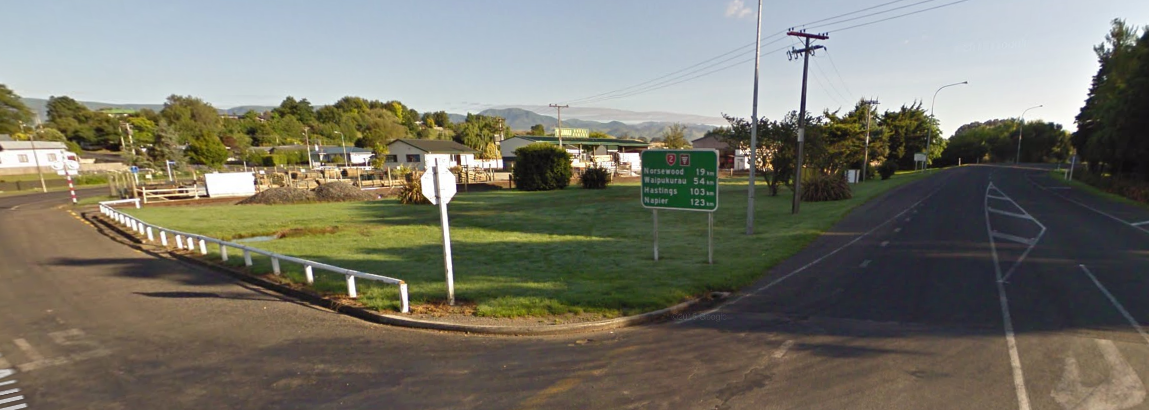 2
Norsewood 19 km
Waipukurau 54 km
Hastings 103 km
Napier 123 km